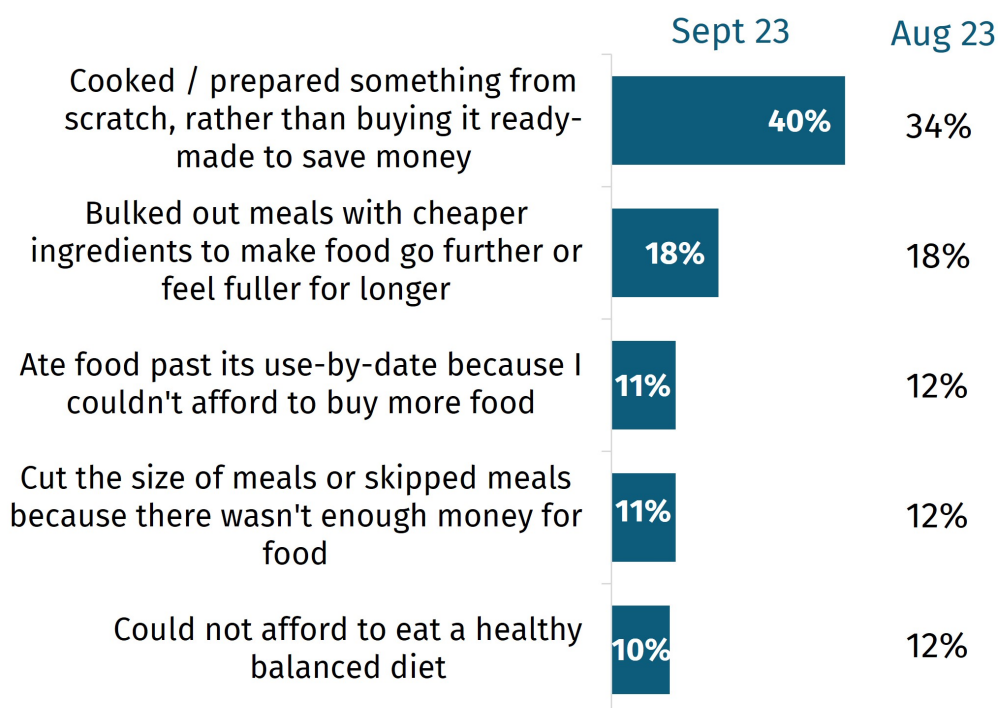 Sept 23 Aug 23
Cooked / prepared something from
scratch, rather than buying it ready-
made to save money
40% 34%
Bulked out meals with cheaper
ingredients to make food go further or
feel fuller for longer
18% 18%
Ate food past its use-by-date because I
couldn't afford to buy more food
11% 12%
Cut the size of meals or skipped meals
because there wasn't enough money for
food
11% 12%
Could not afford to eat a healthy
balanced diet
10% 12%